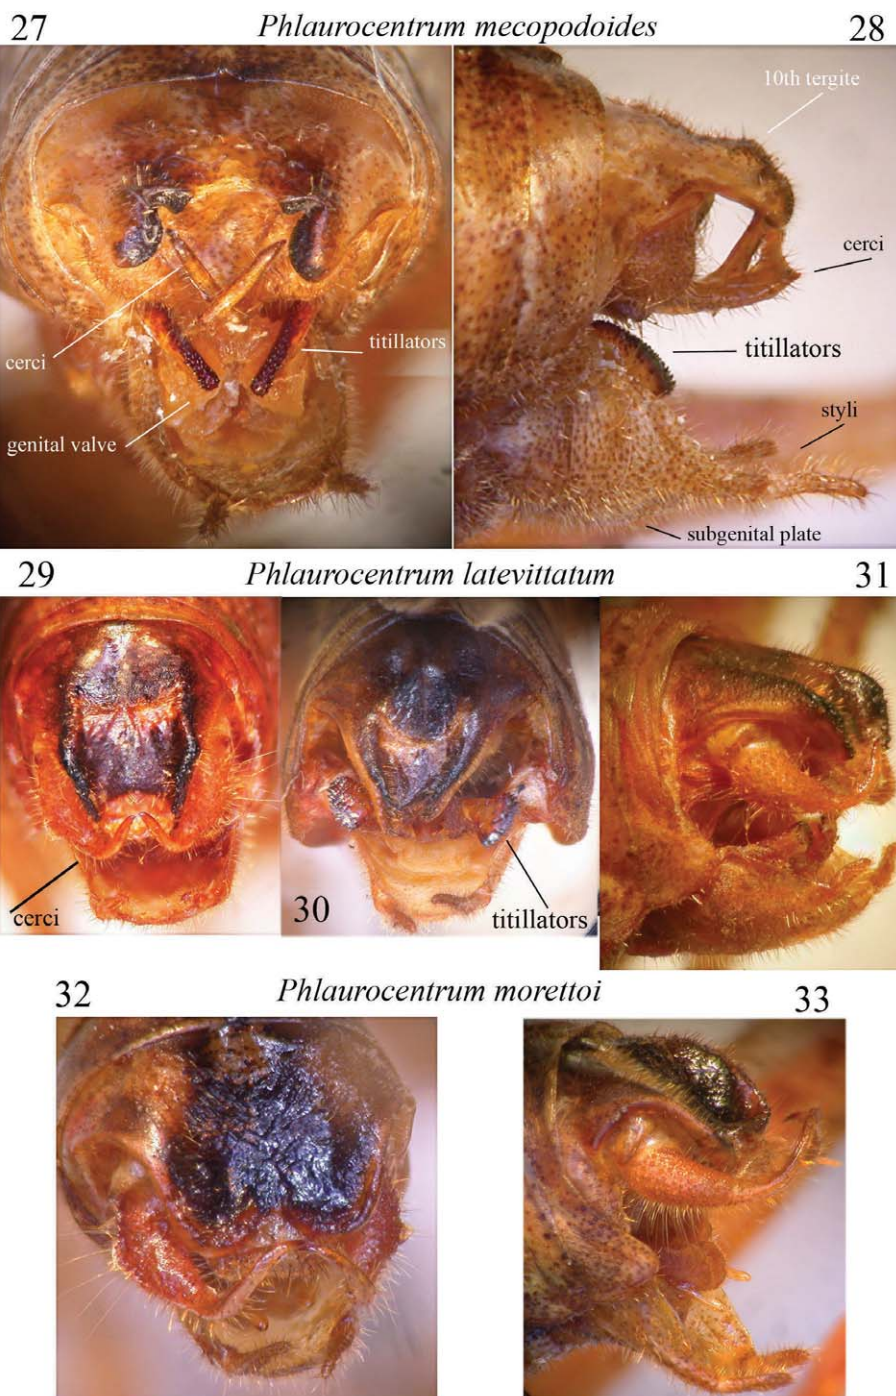 27 Phlaurocentrum mecopodoides 28
10th tergite
cerci
titillators
cerci
titillators
genital valve
styli
subgenital plate
29 Phlaurocentrum latevittatum 31
cerci
30
titillators
32 Phlaurocentrum morettoi 33